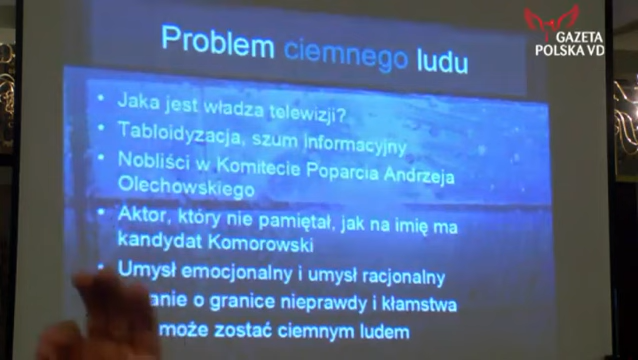 GAZETA
POLSKA VD
Problem ciemnego ludu
• Jaka jest władza telewizji?
• Tabloidyzacja, szum informacyjny
• Nobliści w Komitecie Poparcia Andrzeja
Olechowskiego
• Aktor, który nie pamiętał, jak na imię ma
kandydat Komorowski
• Umysł emocjonalny i umysł racjonalny
o granice nieprawdy i kłamstwa
może zostać ciemnym ludem